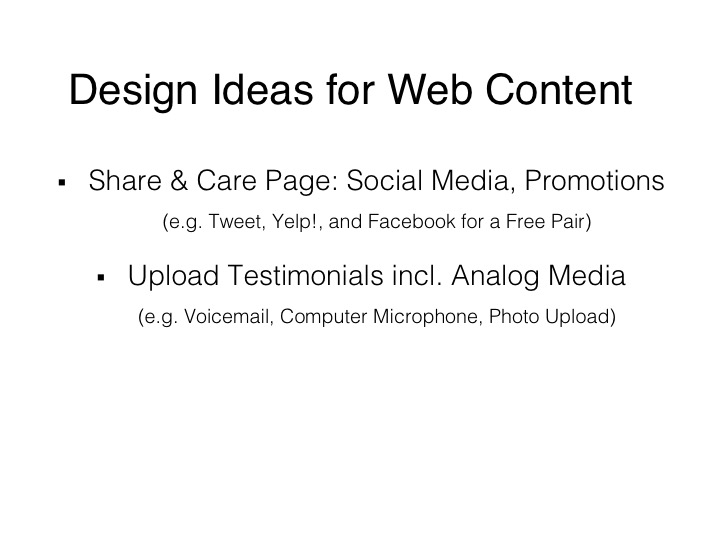 Design Ideas for Web Content
▪ Share & Care Page: Social Media, Promotions
(e.g. Tweet, Yelp!, and Facebook for a Free Pair)
▪ Upload Testimonials incl. Analog Media
(e.g. Voicemail, Computer Microphone, Photo Upload)